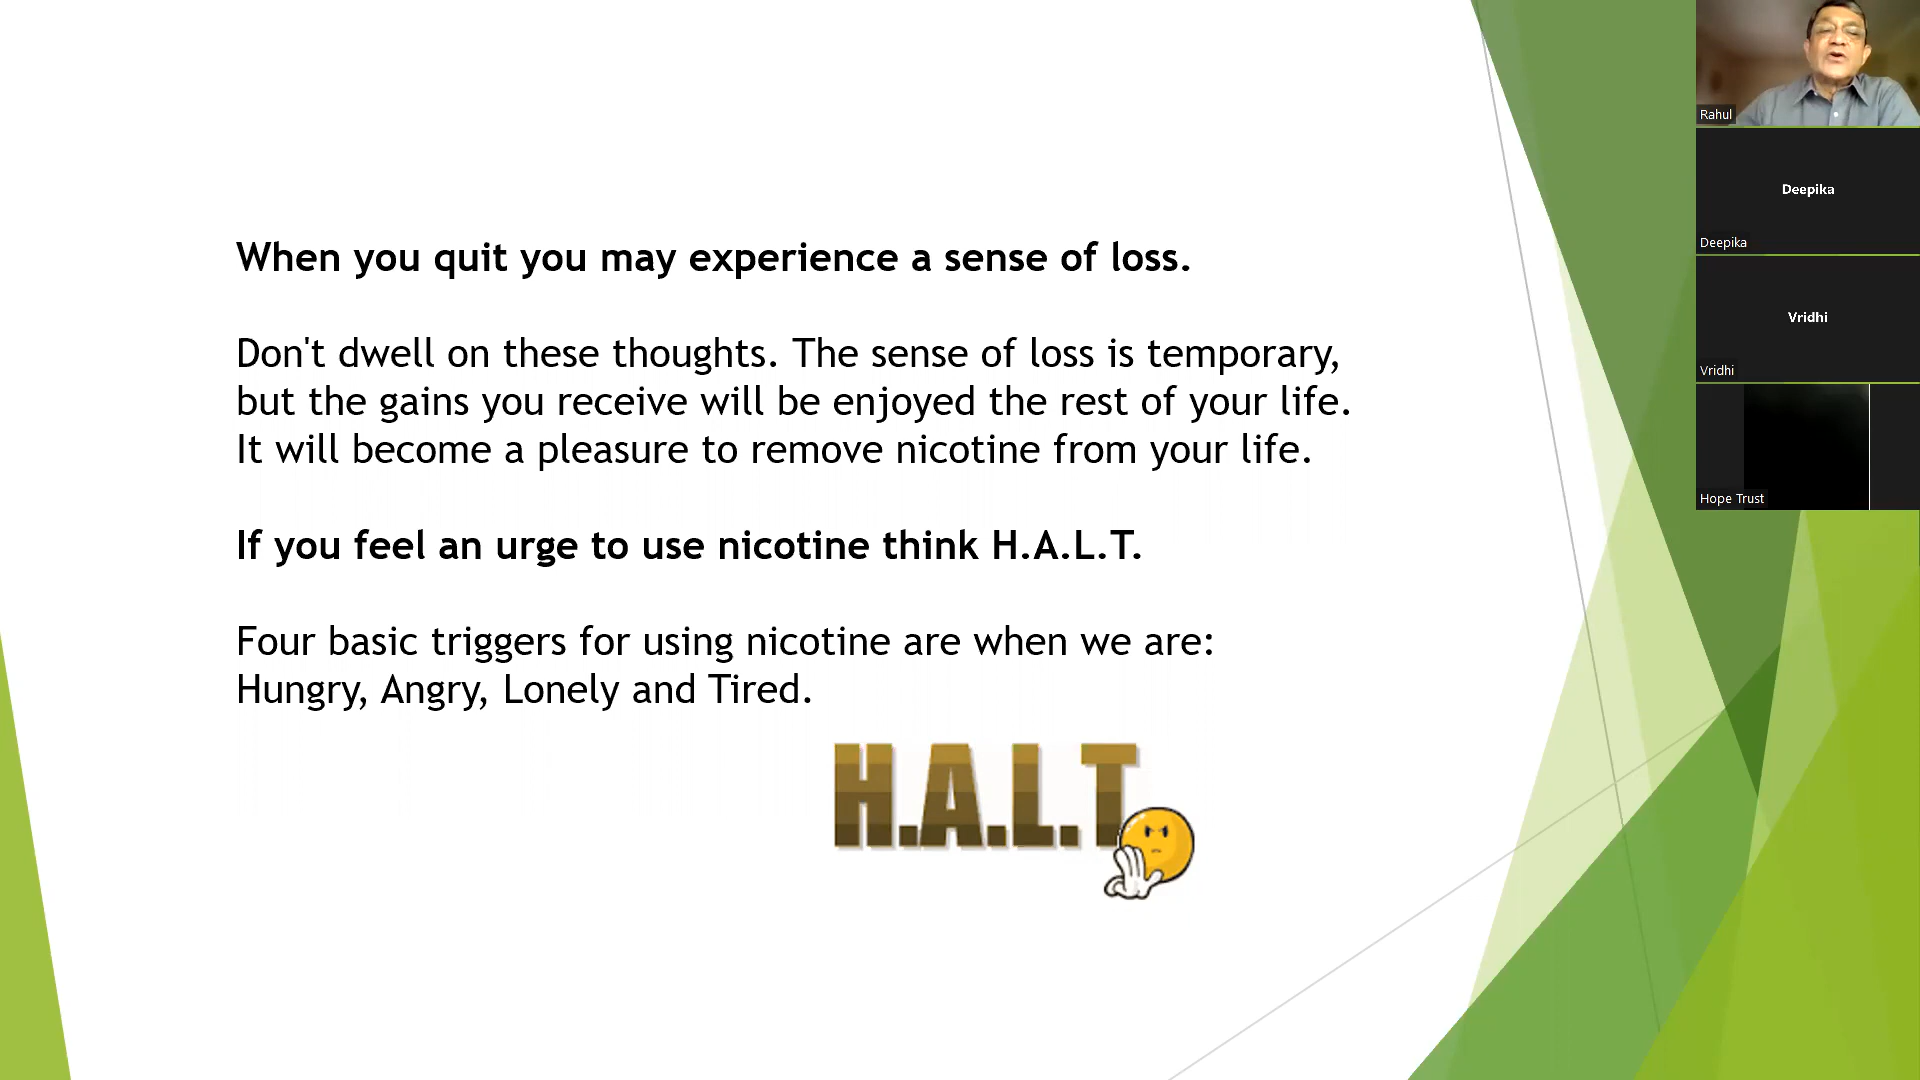 When you quit you may experience a sense of loss.
Don't dwell on these thoughts. The sense of loss is temporary,
but the gains you receive will be enjoyed the rest of your life.
It will become a pleasure to remove nicotine from your life.
If you feel an urge to use nicotine think H.A.L.T.
Four basic triggers for using nicotine are when we are:
Hungry, Angry, Lonely and Tired.
H.A.L.T
Rahul
Deepika
Deepika
Vridhi
Vridhi
Hope Trust